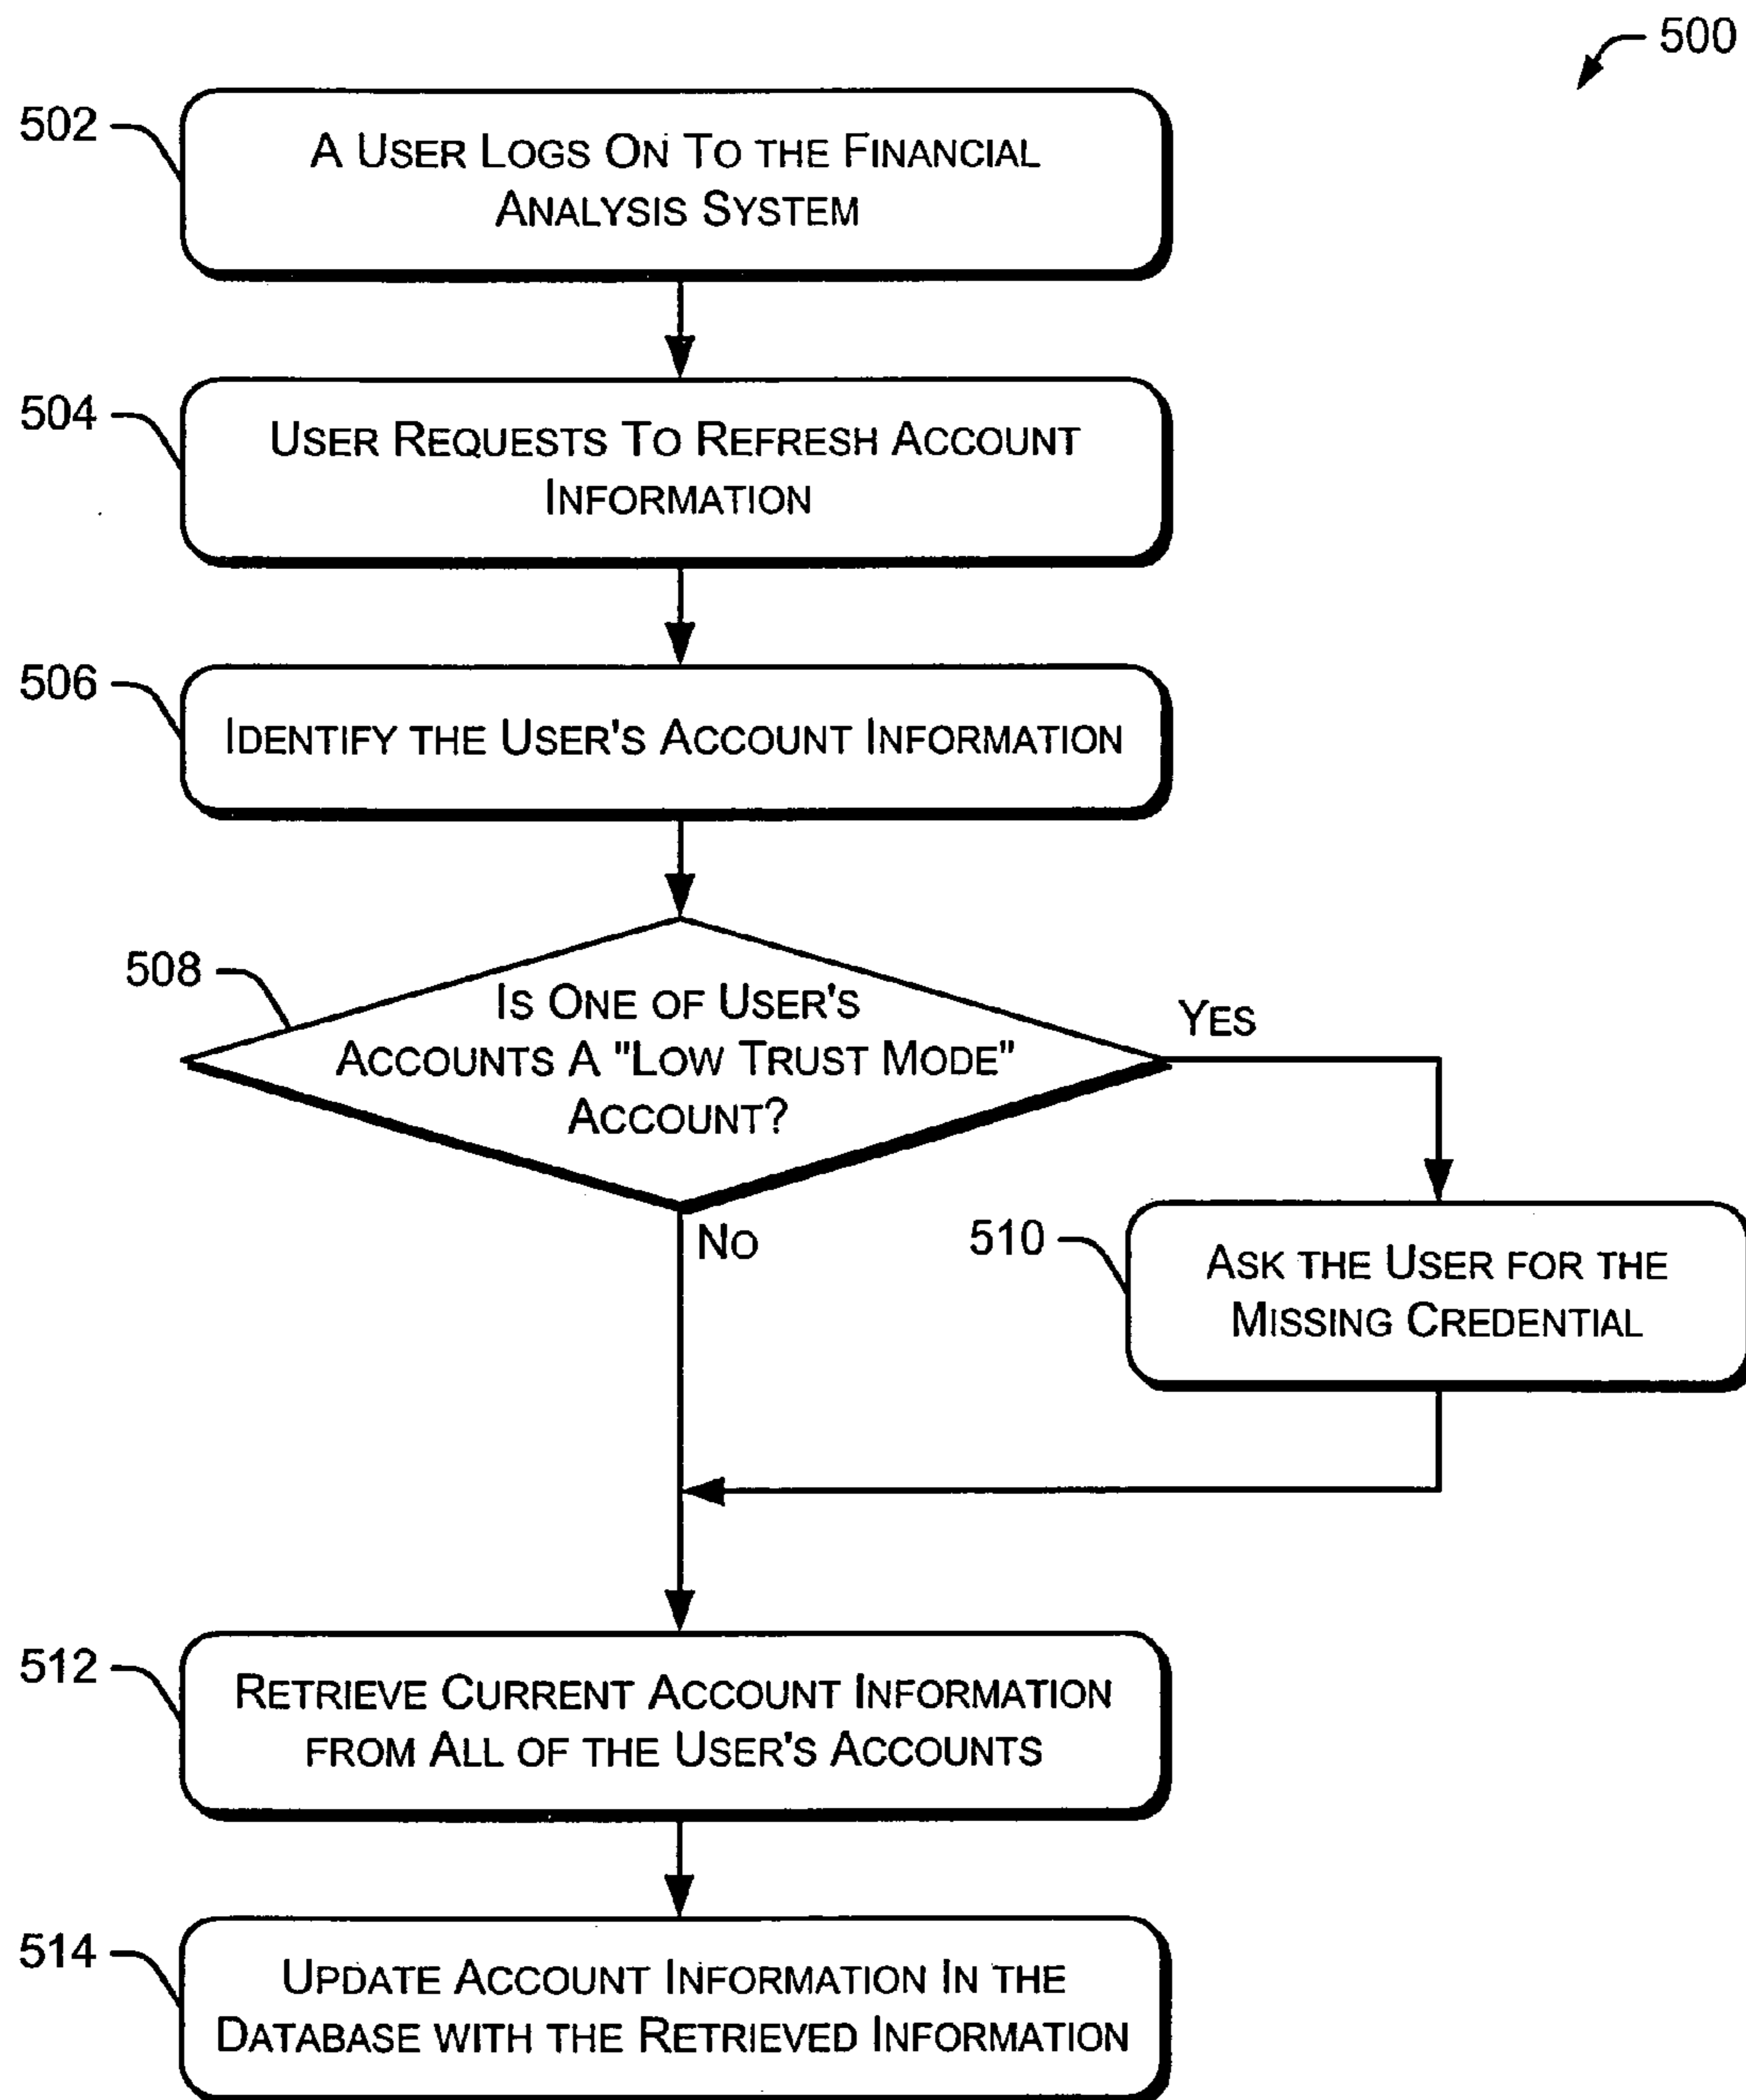 500
502
A USER LOGS ON TO THE FINANCIAL
ANALYSIS SYSTEM
504
USER REQUESTS TO REFRESH ACCOUNT
INFORMATION
506
IDENTIFY THE USER'S ACCOUNT INFORMATION
508
IS ONE OF USER'S
ACCOUNTS A "LOW TRUST MODE"
ACCOUNT?
YES
NO
510
ASK THE USER FOR THE
MISSING CREDENTIAL
512
RETRIEVE CURRENT ACCOUNT INFORMATION
FROM ALL OF THE USER'S ACCOUNTS
514
UPDATE ACCOUNT INFORMATION IN THE
DATABASE WITH THE RETRIEVED INFORMATION